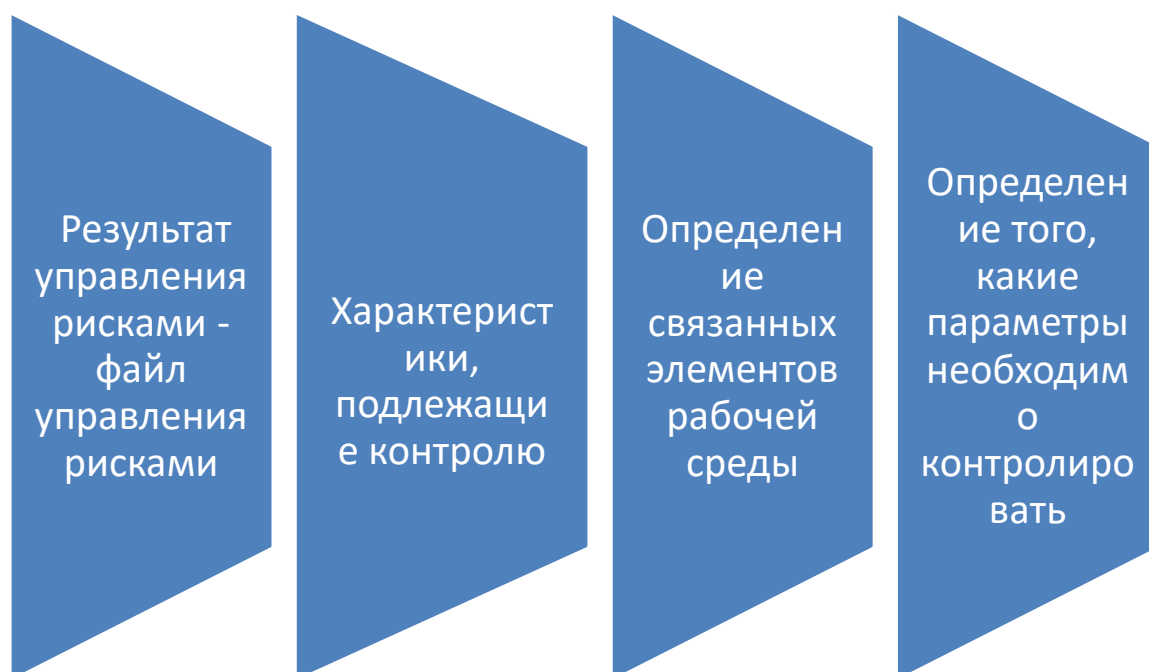 Результат
управления
рисками -
файл
управления
рисками
Характерист
ики,
подлежащи
е контролю
Определен
ие
связанных
элементов
рабочей
среды
Определен
ие того,
какие
параметры
необходим
о
контролиро
вать